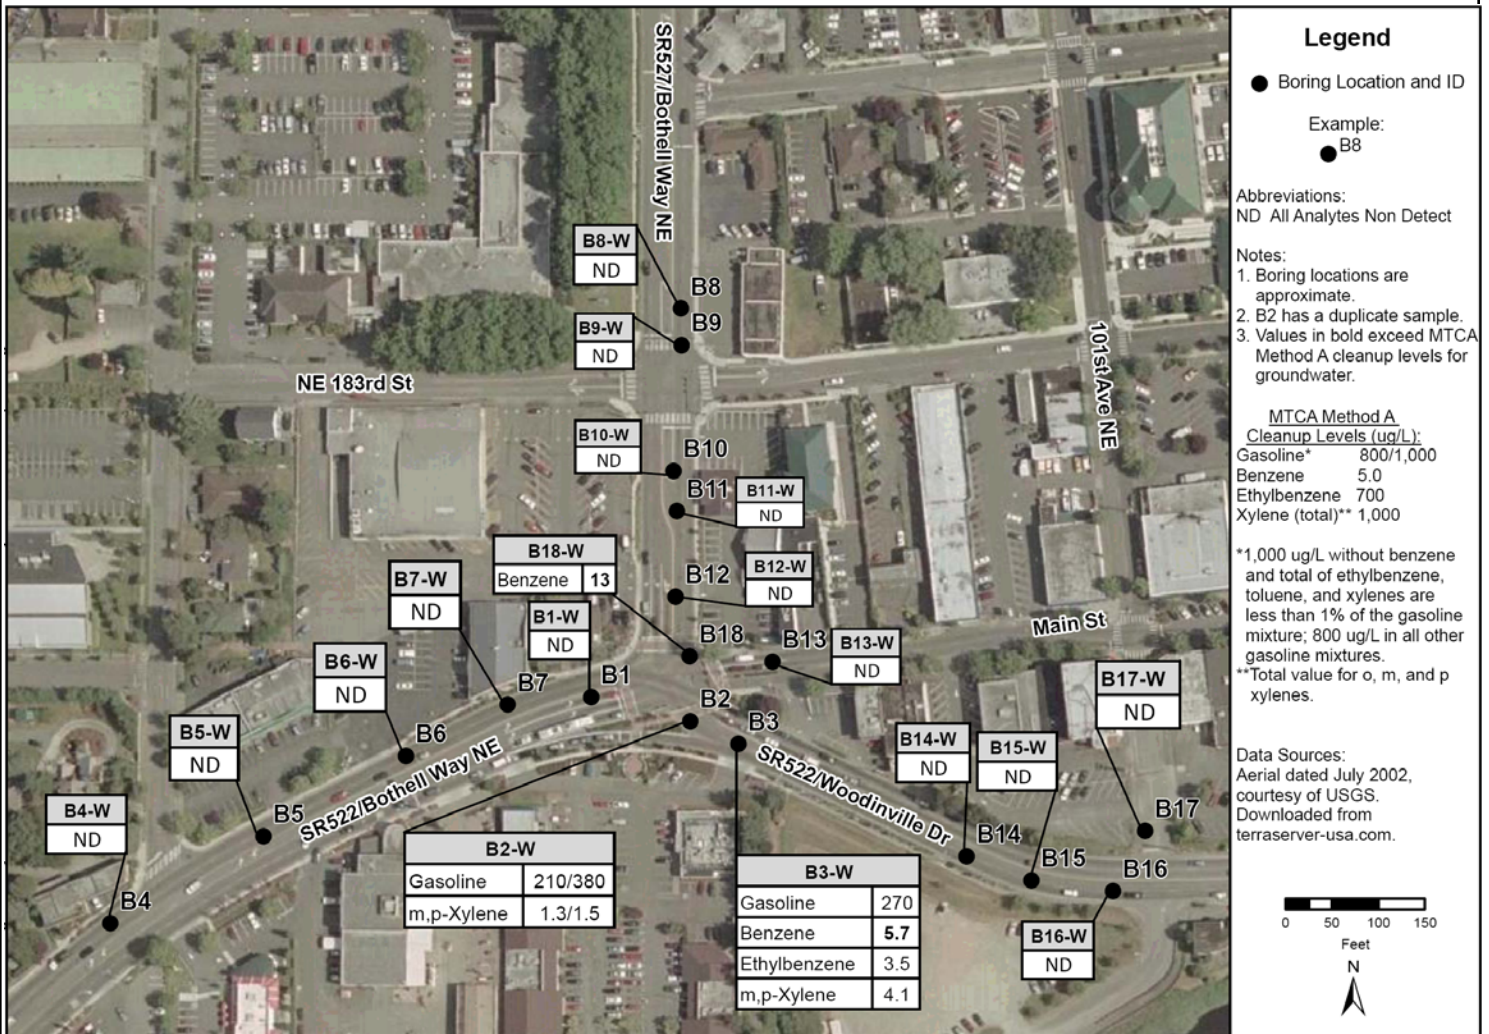 SR527/Bothell Way NE
B8-W
ND
B8
B9-W
ND
B9
NE 183rd St
101st Ave NE
B10-W
ND
B10
B11
B11-W
ND
B18-W
Benzene 13
B7-W
ND
B12
B12-W
ND
B1-W
ND
Main St
B18
B13
B13-W
ND
B6-W
ND
B7
B1
B2
B3
B17-W
ND
B5-W
ND
B6
SR522/Bothell Way NE
SR522/Woodinville Dr
B14-W
ND
B15-W
ND
B4-W
ND
B5
B4
B14
B15
B16
B17
B2-W
Gasoline 210/380
m,p-Xylene 1.3/1.5
B3-W
Gasoline 270
Benzene 5.7
Ethylbenzene 3.5
m,p-Xylene 4.1
B16-W
ND
Legend
Boring Location and ID
Example:
B8
Abbreviations:
ND All Analytes Non Detect
Notes:
1. Boring locations are
approximate.
2. B2 has a duplicate sample.
3. Values in bold exceed MTCA
Method A cleanup levels for
groundwater.
MTCA Method A
Cleanup Levels (ug/L):
Gasoline* 800/1,000
Benzene 5.0
Ethylbenzene 700
Xylene (total)** 1,000
*1,000 ug/L without benzene
and total of ethylbenzene,
toluene, and xylenes are
less than 1% of the gasoline
mixture; 800 ug/L in all other
gasoline mixtures.
**Total value for o, m, and p
xylenes.
Data Sources:
Aerial dated July 2002,
courtesy of USGS.
Downloaded from
terraserver-usa.com.
0 50 100 150
Feet
N